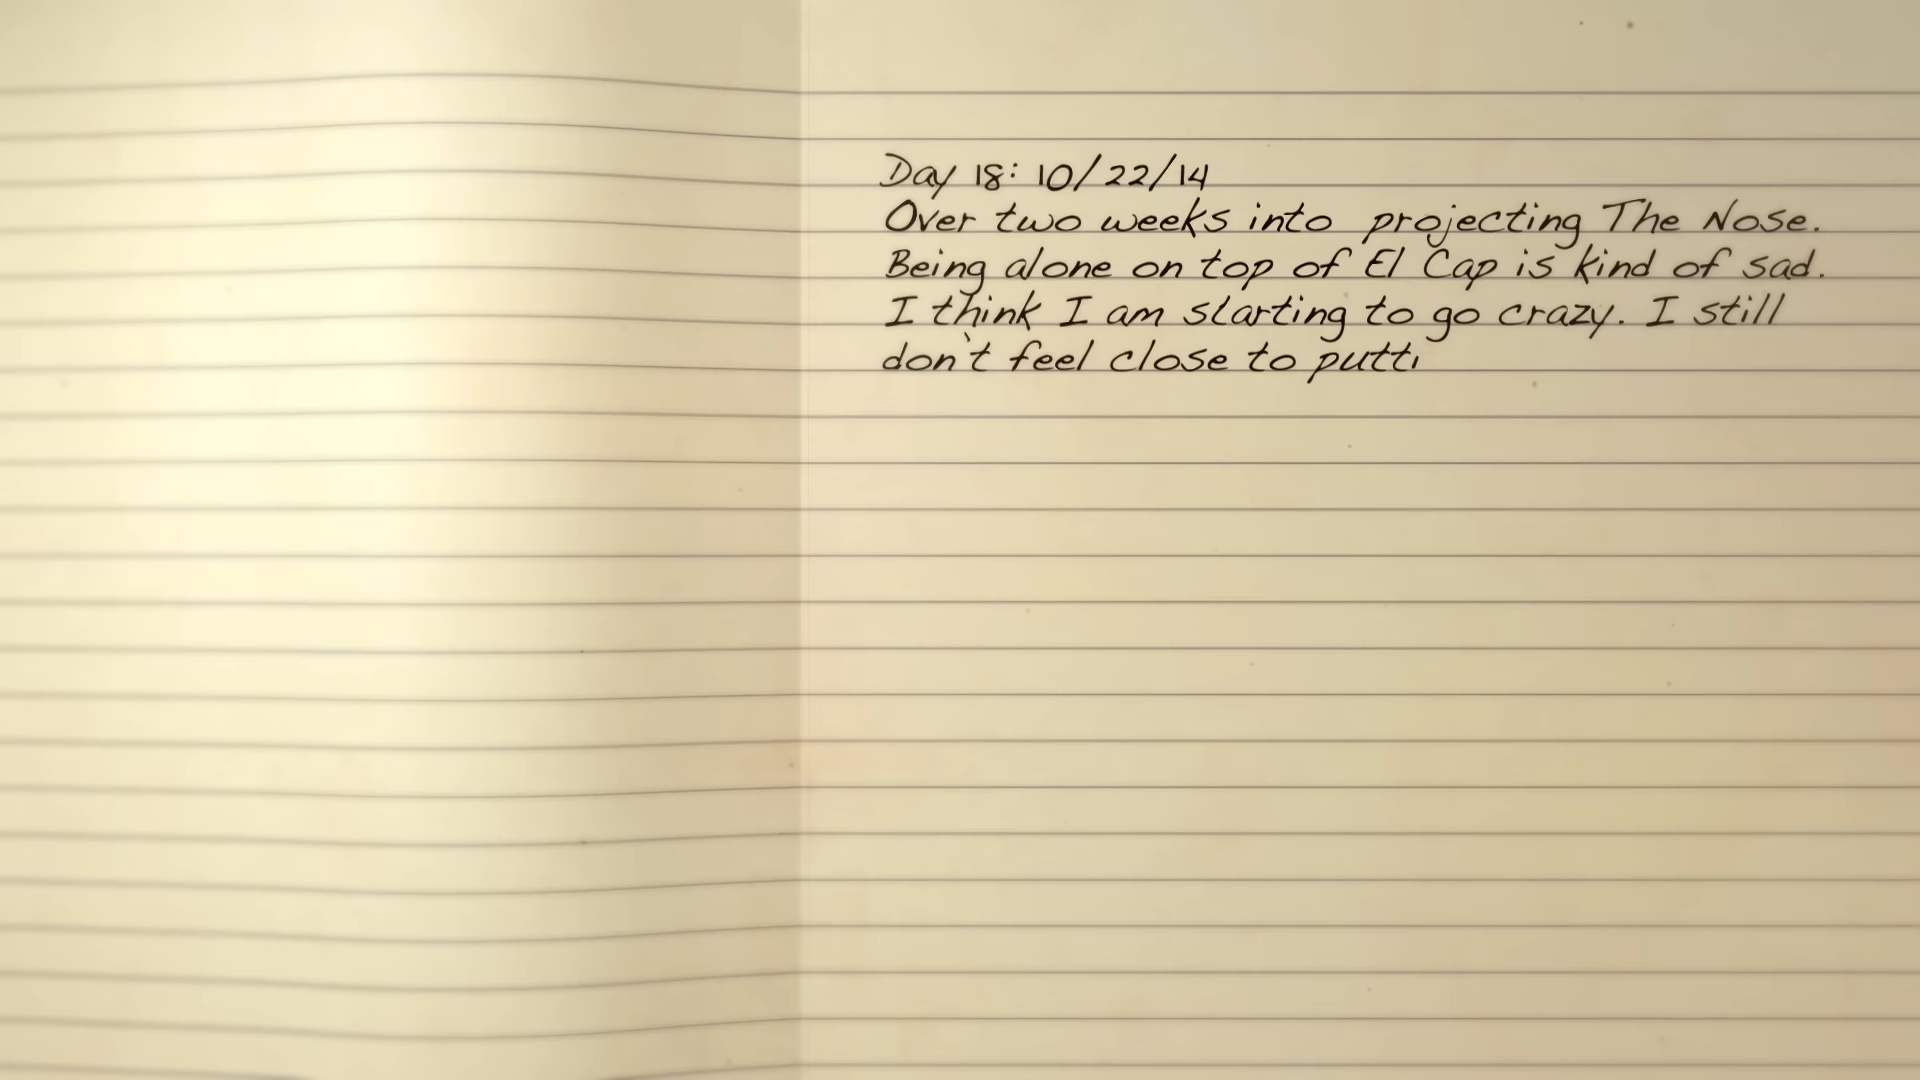 Day 18: 10/22/14
Over two weeks into projecting The Nose.
Being alone on top of El Cap is kind of sad.
I think I am starting to go crazy. I still
don't feel close to putti